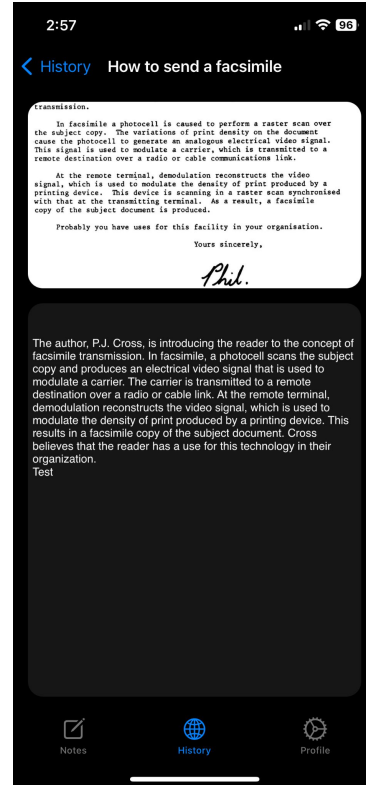 2:57
96
History How to send a facsimile
transmission.
In facsimile a photocell is caused to perform a raster scan over
the subject copy. The variations of print density on the document
cause the photocell to generate an analogous electrical video signal.
This signal is used to modulate a carrier, which is transmitted to a
remote destination over a radio or cable communications link.
At the remote terminal, demodulation reconstructs the video
signal, which is used to modulate the density of print produced by a
printing device. This device is scanning in a raster scan synchronised
with that at the transmitting terminal. As a result, a facsimile
copy of the subject document is produced.
Probably you have uses for this facility in your organisation.
Yours sincerely,
Phil.
The author, P.J. Cross, is introducing the reader to the concept of
facsimile transmission. In facsimile, a photocell scans the subject
copy and produces an electrical video signal that is used to
modulate a carrier. The carrier is transmitted to a remote
destination over a radio or cable link. At the remote terminal,
demodulation reconstructs the video signal, which is used to
modulate the density of print produced by a printing device. This
results in a facsimile copy of the subject document. Cross
believes that the reader has a use for this technology in their
organization.
Test
Notes History Profile